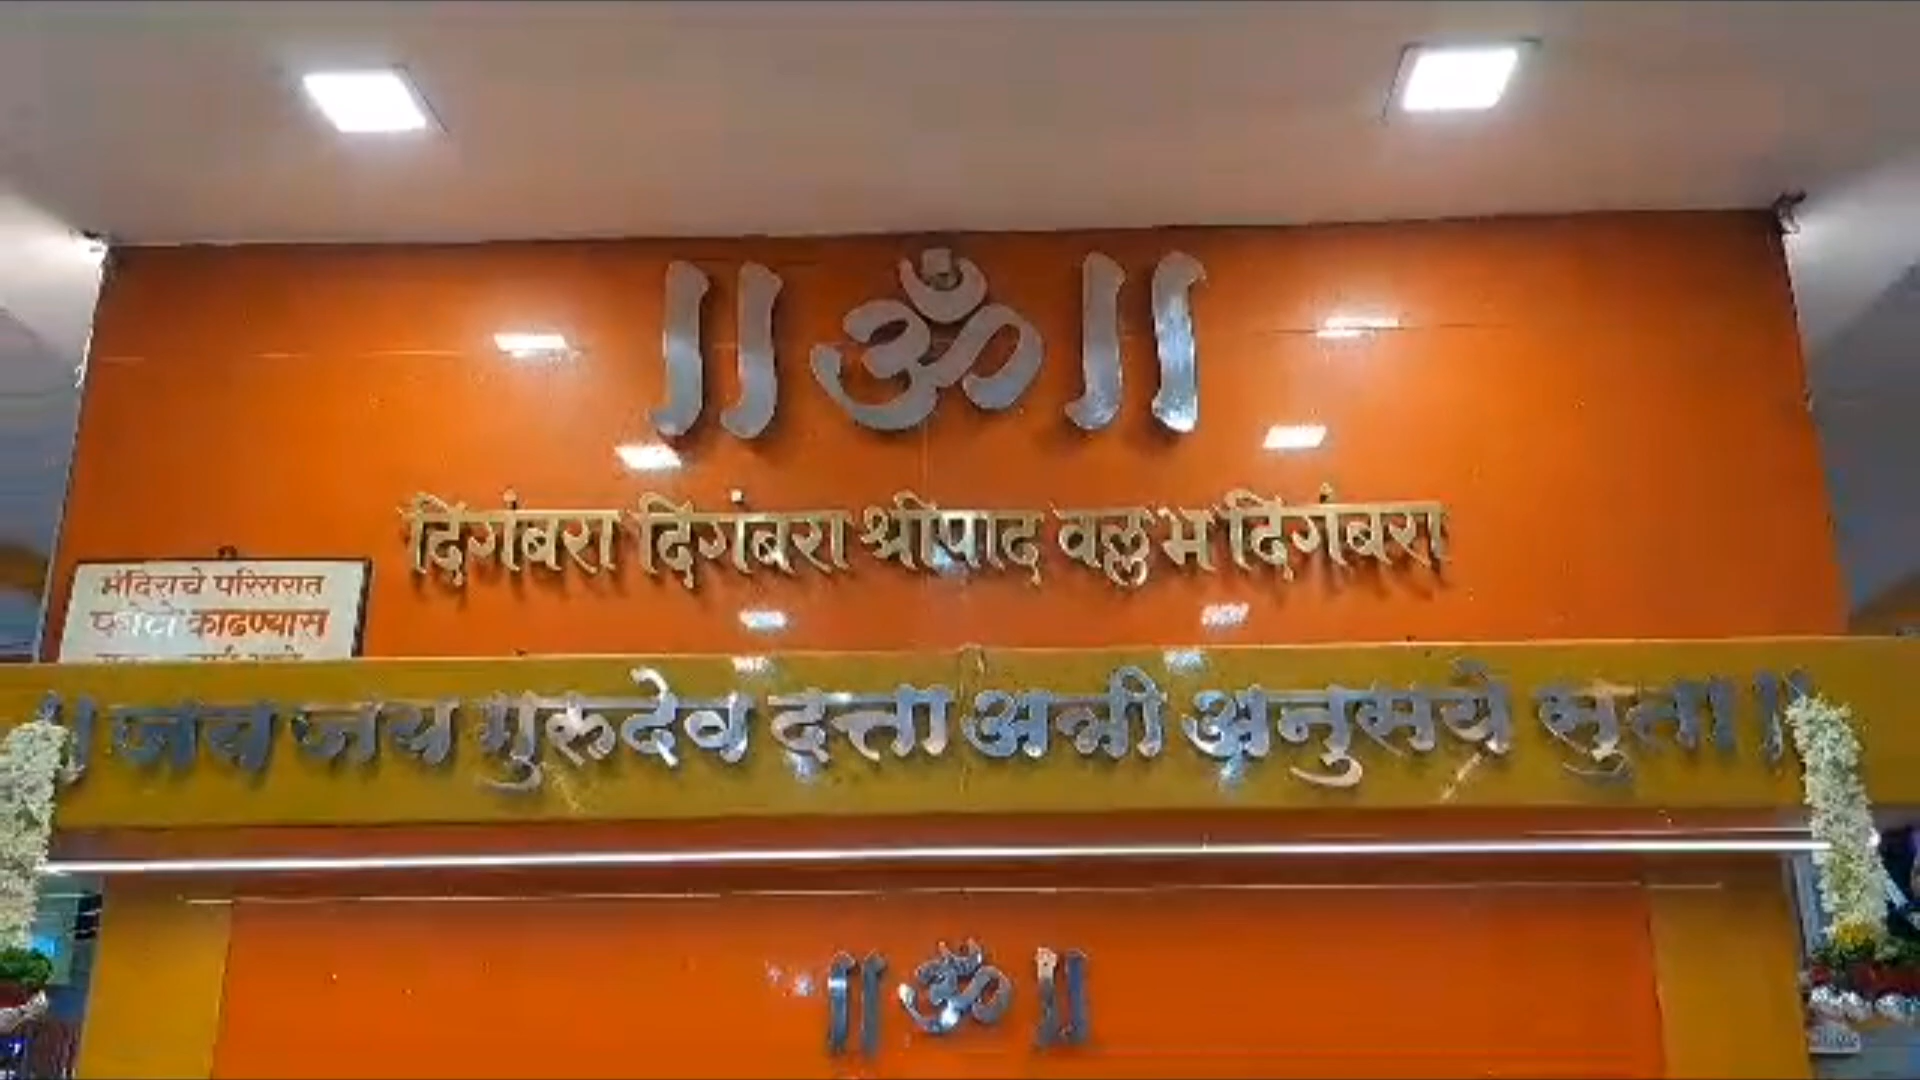 ॥ ॐ ॥
दिगंबरा दिगंबरा श्रीपाद वल्लभ दिगंबरा
मंदिराचे परिसरात
फोटो काढण्यास
॥ जय जय गुरुदेव दत्ता अत्री अनुसये सुता ॥
॥ ॐ ॥